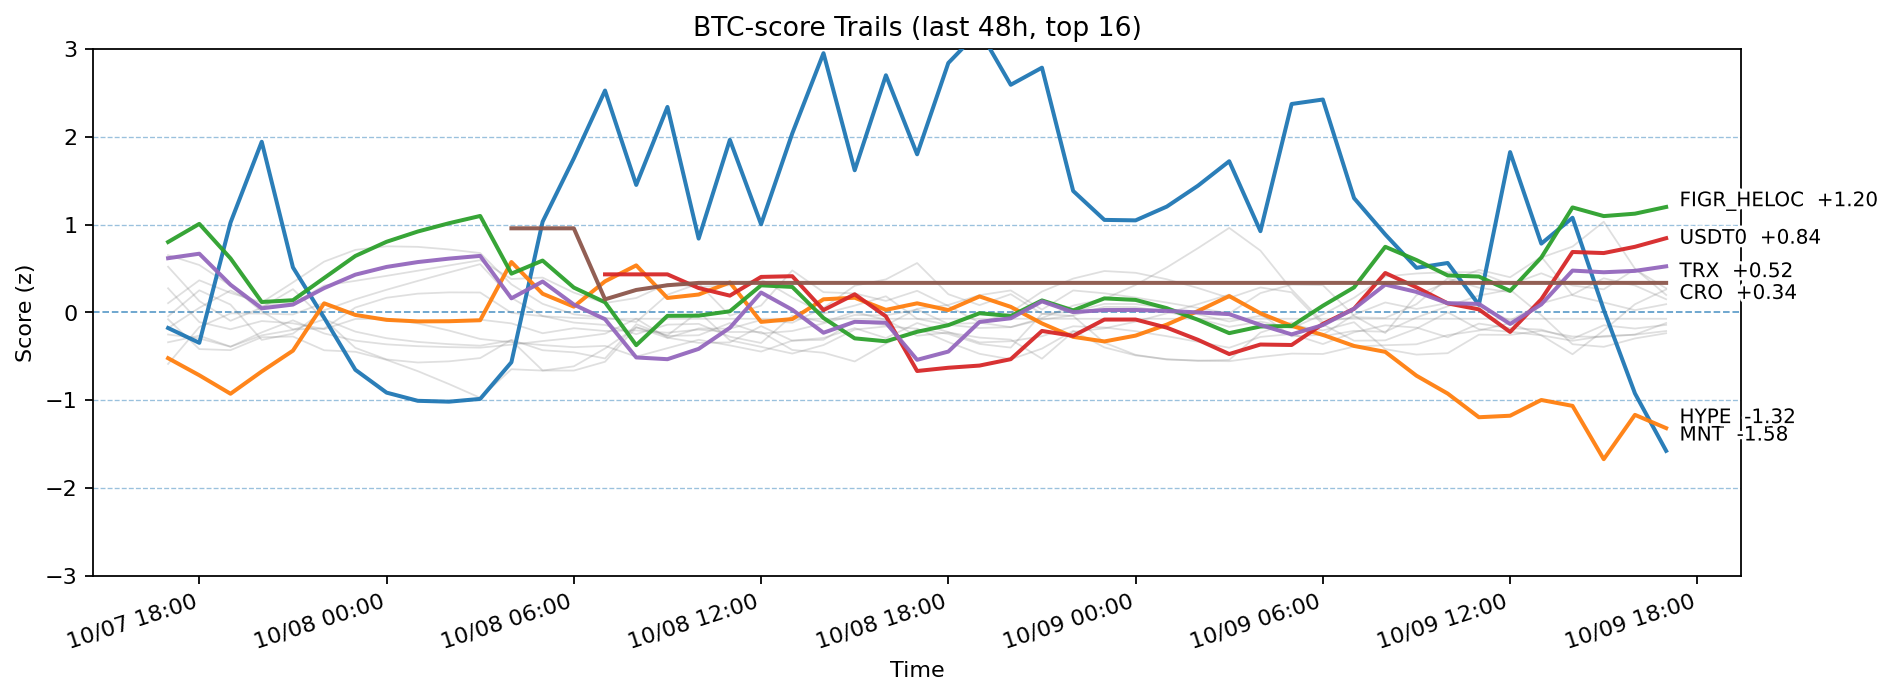 BTC-score Trails (last 48h, top 16)
3
2
1
0
−1
−2
−3
Score (z)
FIGR_HELOC +1.20
USDT0 +0.84
TRX +0.52
CRO +0.34
HYPE -1.32
MNT -1.58
10/07 18:00
10/08 00:00
10/08 06:00
10/08 12:00
10/08 18:00
10/09 00:00
10/09 06:00
10/09 12:00
10/09 18:00
Time